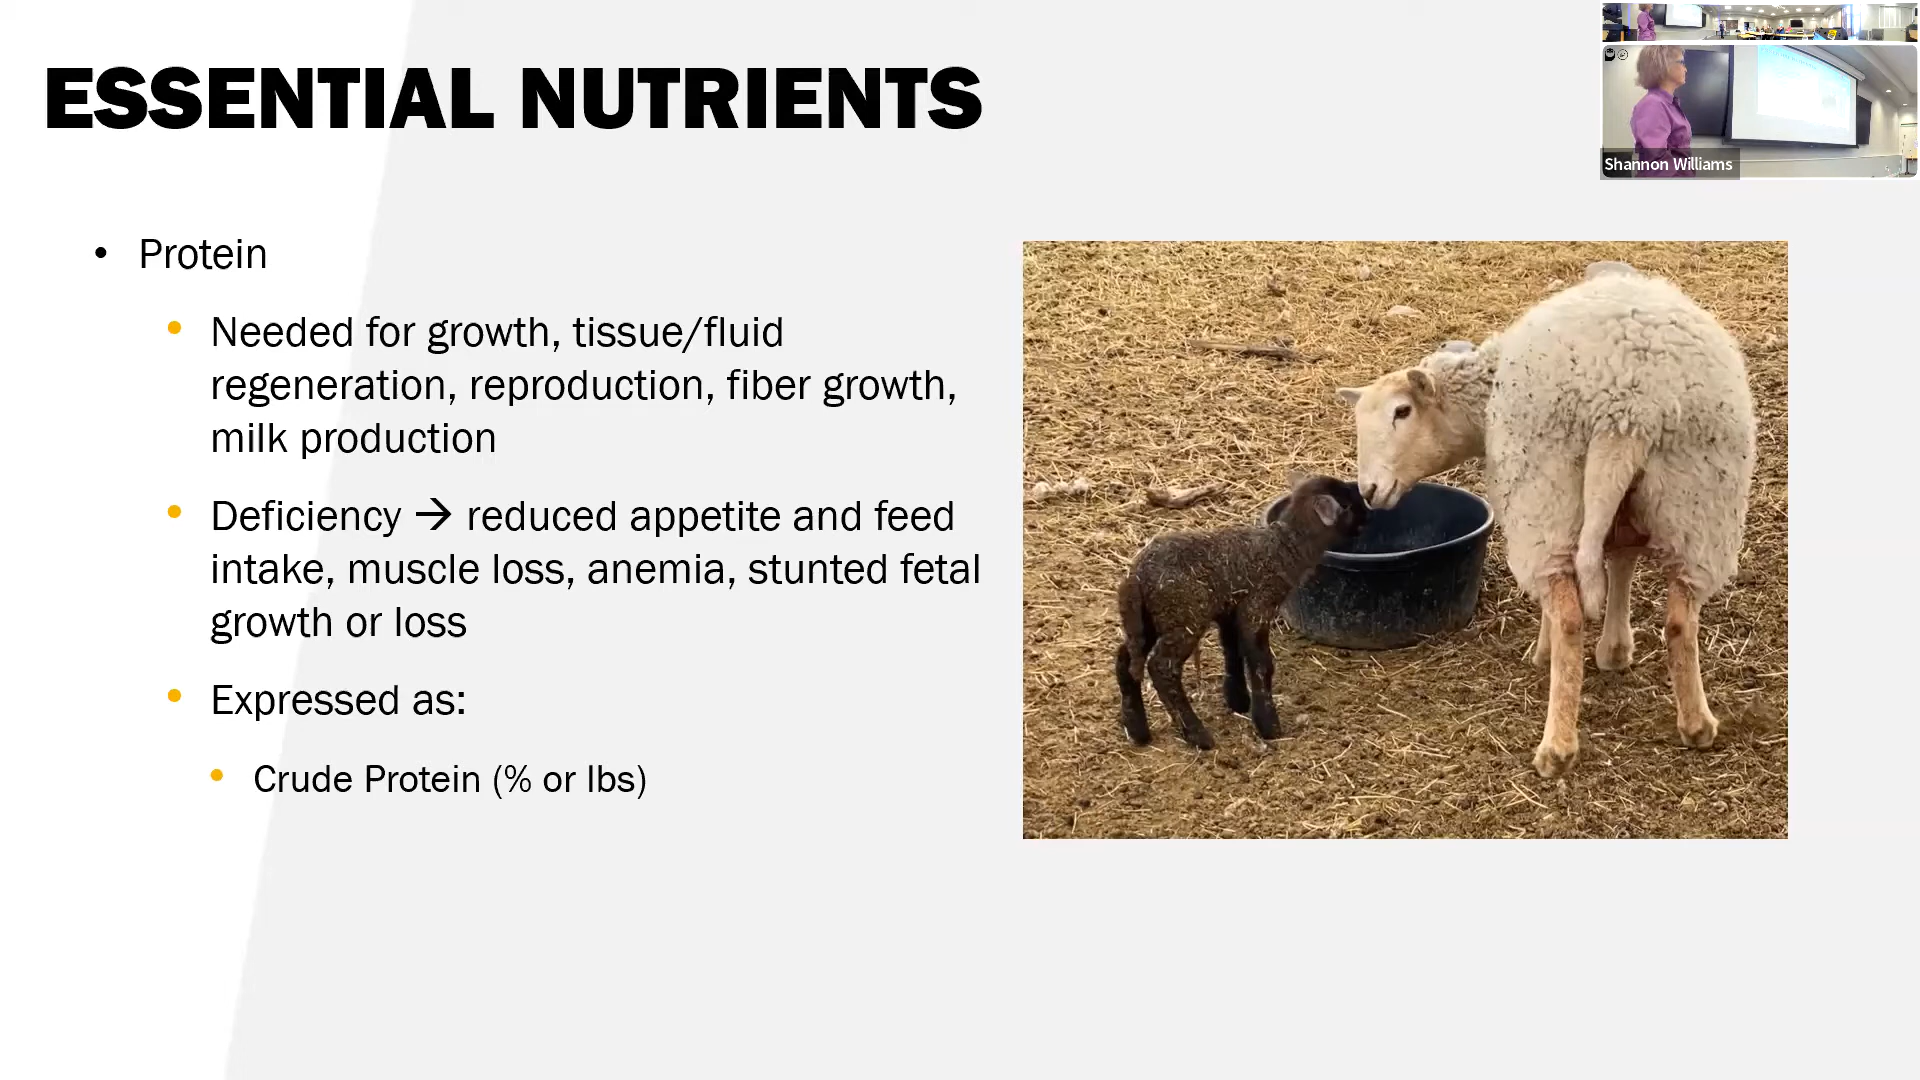 ESSENTIAL NUTRIENTS
Shannon Williams
• Protein
• Needed for growth, tissue/fluid
regeneration, reproduction, fiber growth,
milk production
• Deficiency → reduced appetite and feed
intake, muscle loss, anemia, stunted fetal
growth or loss
• Expressed as:
• Crude Protein (% or lbs)